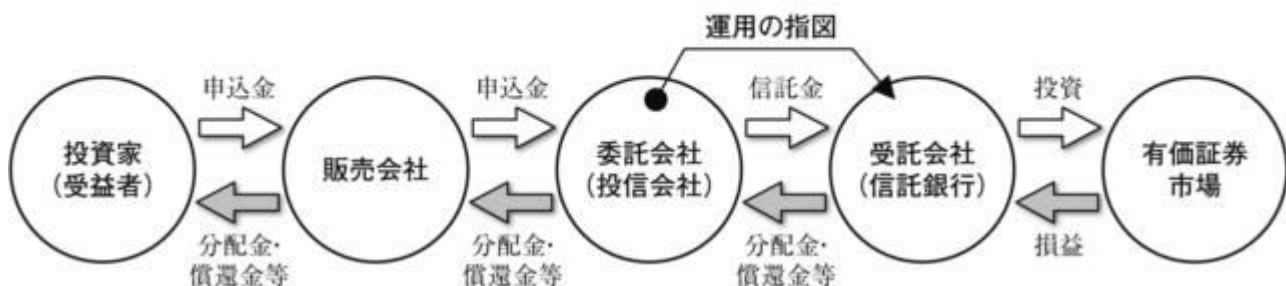 運用の指図
申込金
申込金
信託金
投資
投資家
（受益者）
販売会社
委託会社
（投信会社）
受託会社
（信託銀行）
有価証券
市場
分配金・
償還金等
分配金・
償還金等
分配金・
償還金等
損益